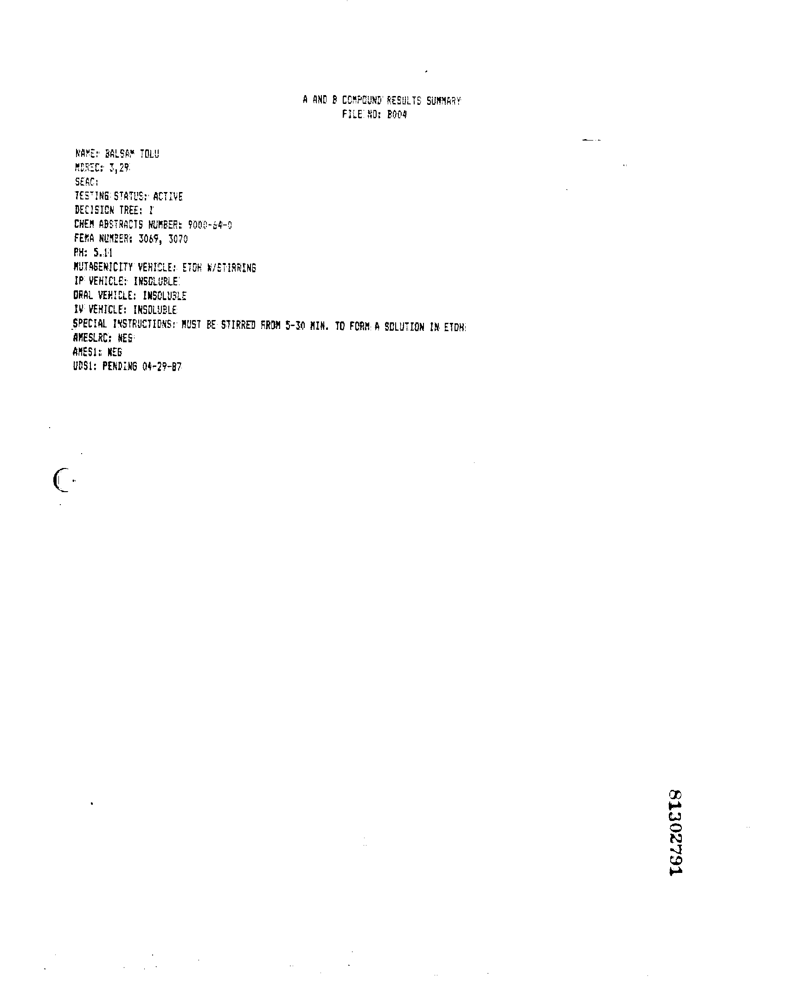 A AND B COMPOUND RESULTS SUMMARY
FILE NO: B004
NAME: BALSAM TOLU
MDREC: 3,29
SEAC:
TESTING STATUS: ACTIVE
DECISION TREE: I
CHEM ABSTRACTS NUMBER: 9000-64-0
FEMA NUMBER: 3069, 3070
PH: 5.11
MUTAGENICITY VEHICLE: ETOH W/STIRRING
IP VEHICLE: INSOLUBLE
ORAL VEHICLE: INSOLUBLE
IV VEHICLE: INSOLUBLE
SPECIAL INSTRUCTIONS: MUST BE STIRRED FROM 5-30 MIN. TO FORM A SOLUTION IN ETOH
AMESLRC: NEG
AMES1: NEG
UDS1: PENDING 04-29-87
81302791